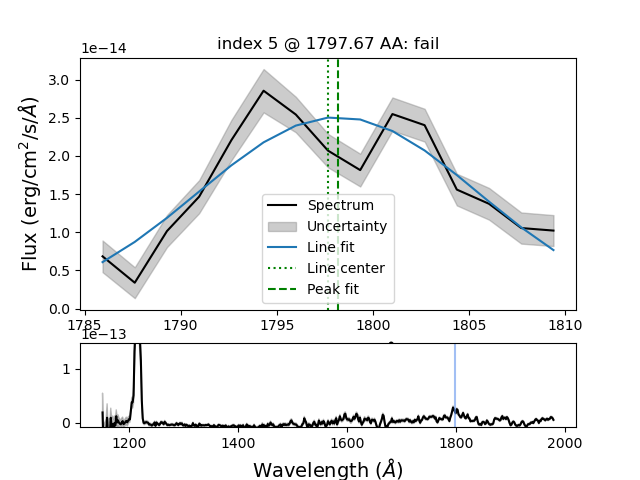 index 5 @ 1797.67 AA: fail
1e−14
Flux (erg/cm²/s/Å)
3.0
2.5
2.0
1.5
1.0
0.5
0.0
Spectrum
Uncertainty
Line fit
Line center
Peak fit
1785 1790 1795 1800 1805 1810
1e−13
1
0
1200 1400 1600 1800 2000
Wavelength (Å)